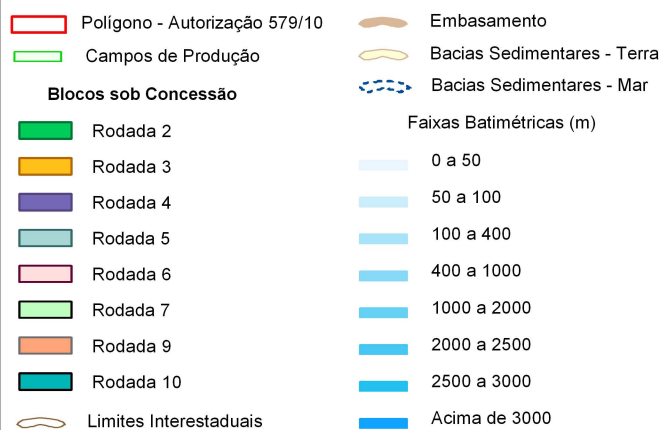 Polígono - Autorização 579/10
Campos de Produção
Blocos sob Concessão
Rodada 2
Rodada 3
Rodada 4
Rodada 5
Rodada 6
Rodada 7
Rodada 9
Rodada 10
Limites Interestaduais
Embasamento
Bacias Sedimentares - Terra
Bacias Sedimentares - Mar
Faixas Batimétricas (m)
0 a 50
50 a 100
100 a 400
400 a 1000
1000 a 2000
2000 a 2500
2500 a 3000
Acima de 3000